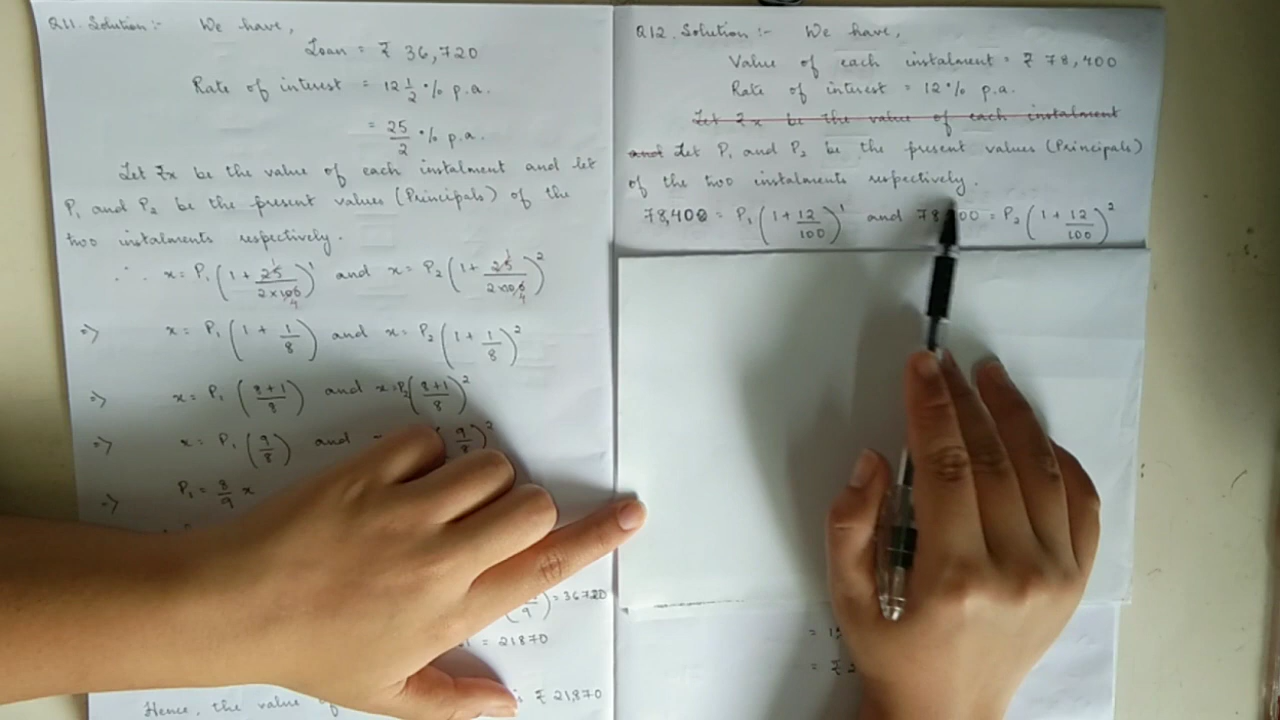 Q11. Solution :- We have,
Loan = ₹ 36,720
Rate of interest = 12 1/2 % p.a.
= 25/2 % p.a.
Let ₹x be the value of each instalment and let
P₁ and P₂ be the present values (Principals) of the
two instalments respectively.
∴ x = P₁ (1 + 25/2×100)¹ and x = P₂ (1 + 25/2×100)²
=> x = P₁ (1 + 1/8) and x = P₂ (1 + 1/8)²
=> x = P₁ (8+1/8) and x = P₂ (8+1/8)²
=> x = P₁ (9/8) and (9/8)²
=> P₁ = 8/9 x
= 36720
= 21870
Hence, the value of ₹ 21,870
Q12. Solution :- We have,
Value of each instalment = ₹ 78,400
Rate of interest = 12% p.a.
Let ₹x be the value of each instalment
and Let P₁ and P₂ be the present values (Principals)
of the two instalments respectively.
78,400 = P₁ (1 + 12/100)¹ and 78 00 = P₂ (1 + 12/100)²